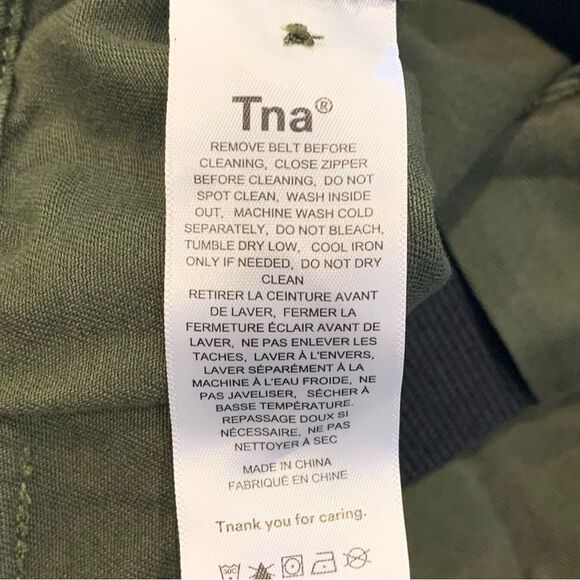 Tna®
REMOVE BELT BEFORE
CLEANING, CLOSE ZIPPER
BEFORE CLEANING, DO NOT
SPOT CLEAN, WASH INSIDE
OUT, MACHINE WASH COLD
SEPARATELY, DO NOT BLEACH,
TUMBLE DRY LOW, COOL IRON
ONLY IF NEEDED, DO NOT DRY
CLEAN
RETIRER LA CEINTURE AVANT
DE LAVER, FERMER LA
FERMETURE ÉCLAIR AVANT DE
LAVER, NE PAS ENLEVER LES
TACHES, LAVER À L'ENVERS,
LAVER SÉPARÉMENT À LA
MACHINE À L'EAU FROIDE, NE
PAS JAVELISER, SÉCHER À
BASSE TEMPÉRATURE.
REPASSAGE DOUX SI
NÉCESSAIRE, NE PAS
NETTOYER À SEC
MADE IN CHINA
FABRIQUÉ EN CHINE
Tnank you for caring.
30C